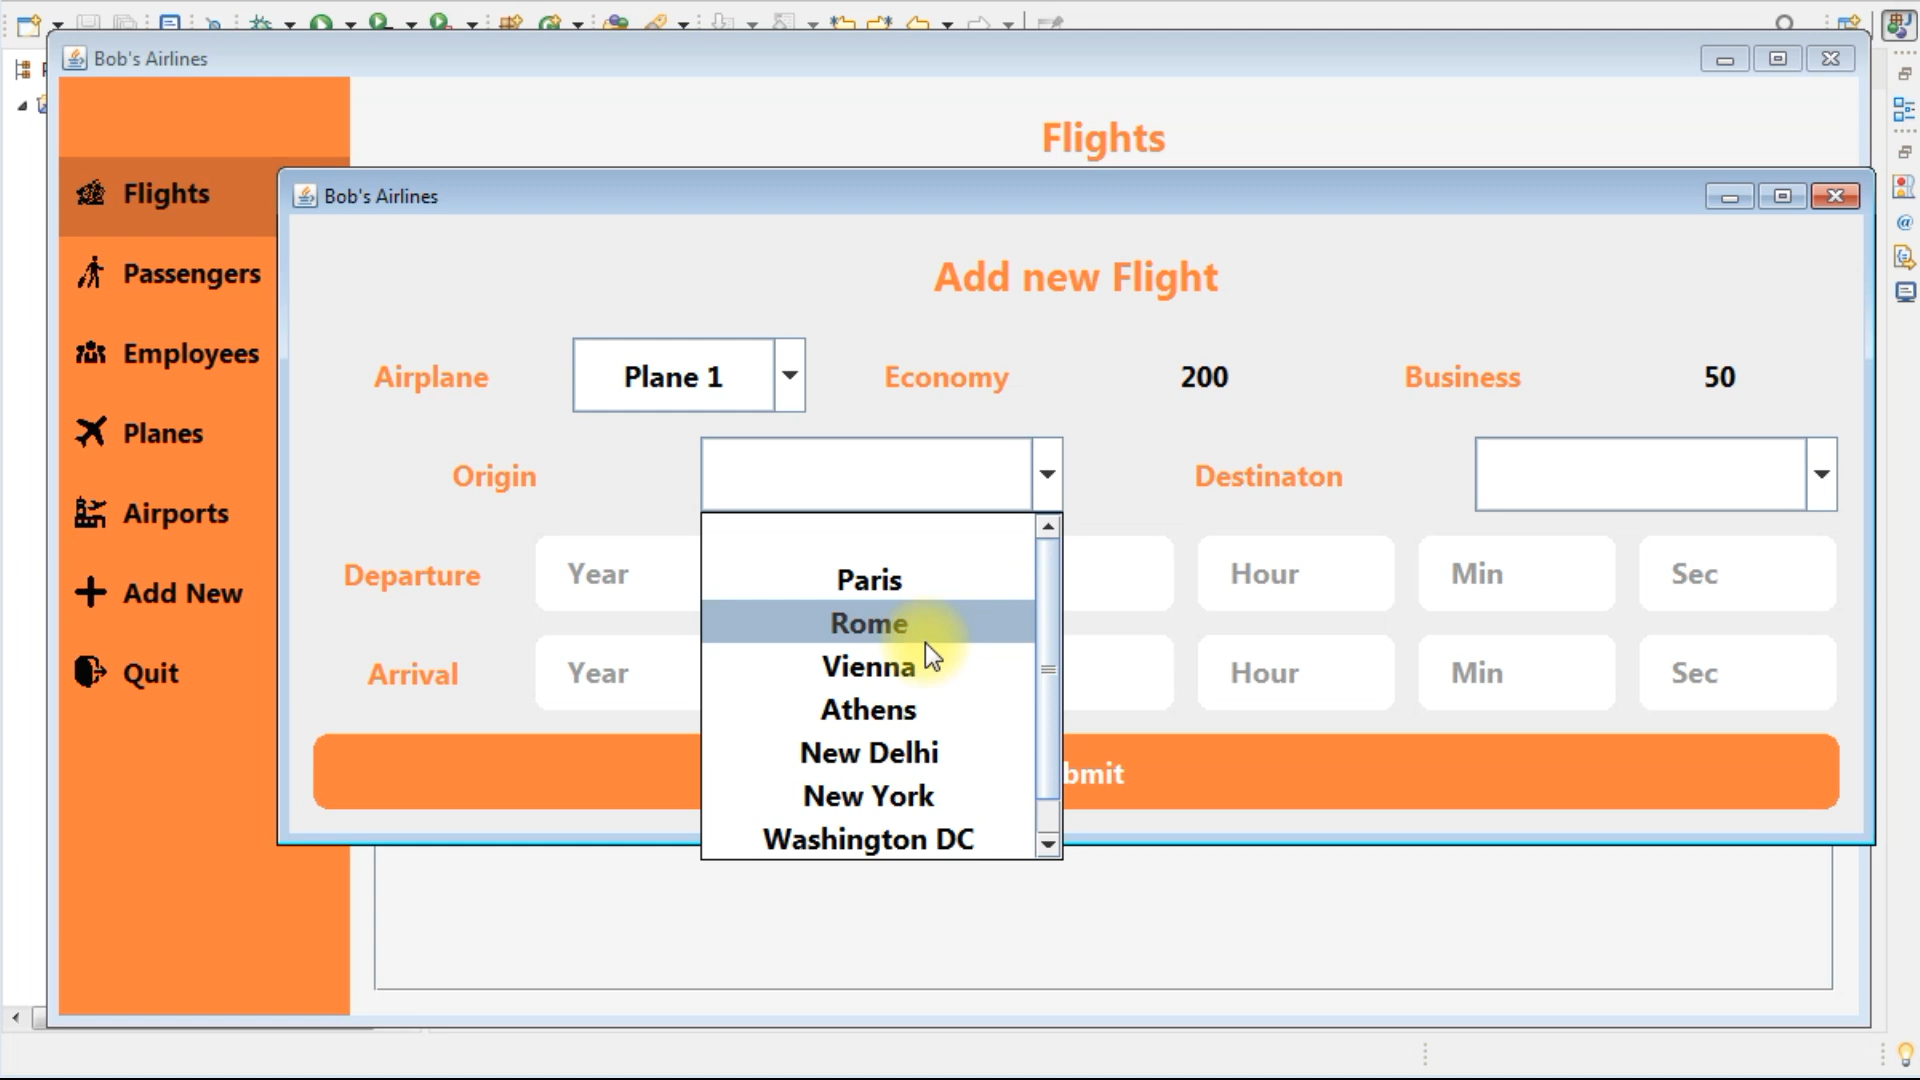 Bob's Airlines
Flights
Flights
Passengers
Employees
Planes
Airports
Add New
Quit
Bob's Airlines
Add new Flight
Airplane Plane 1 Economy 200 Business 50
Origin Destinaton
Paris
Rome
Vienna
Athens
New Delhi
New York
Washington DC
Departure Year Hour Min Sec
Arrival Year Hour Min Sec
bmit